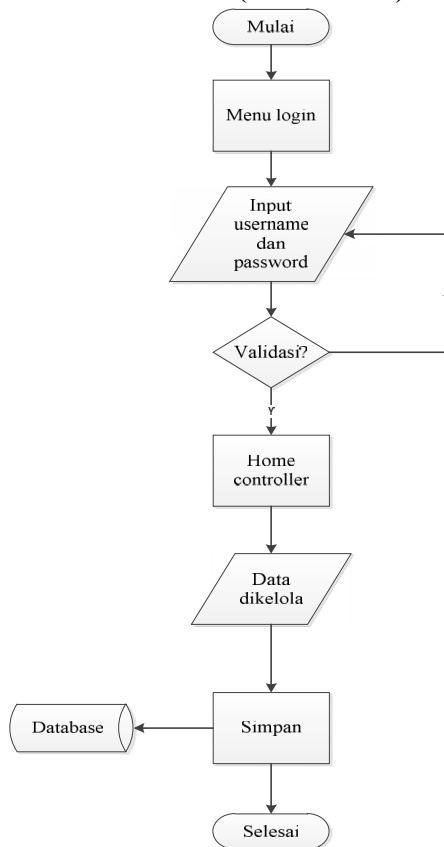 Mulai
Menu login
Input
username
dan
password
Validasi?
Y
Home
controller
Data
dikelola
Database
Simpan
Selesai